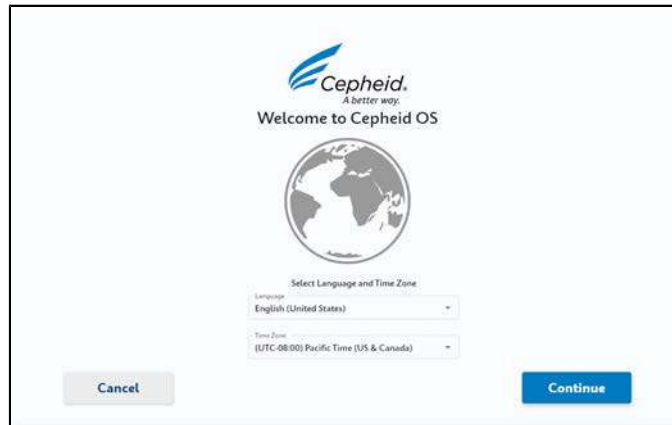 Cepheid.
A better way.
Welcome to Cepheid OS
Select Language and Time Zone
Language
English (United States)
Time Zone
(UTC-08:00) Pacific Time (US & Canada)
Cancel
Continue